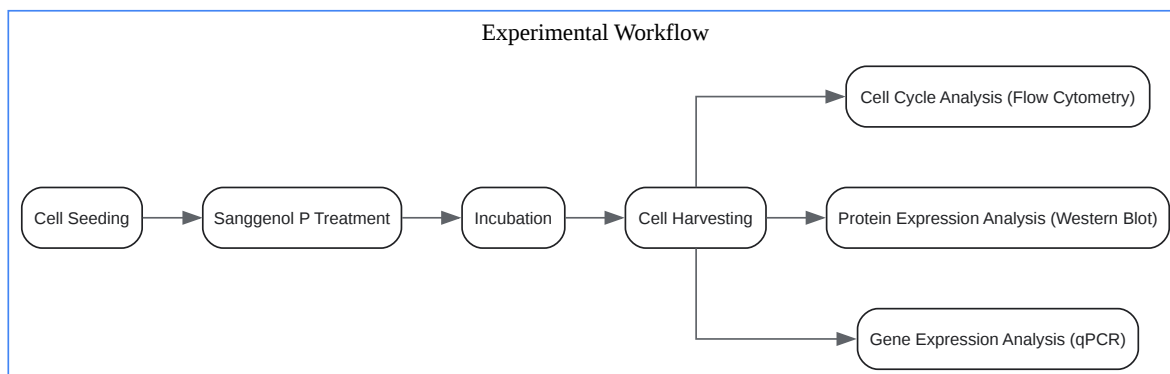 Experimental Workflow
Cell Cycle Analysis (Flow Cytometry)
Cell Seeding
Sanggenol P Treatment
Incubation
Cell Harvesting
Protein Expression Analysis (Western Blot)
Gene Expression Analysis (qPCR)